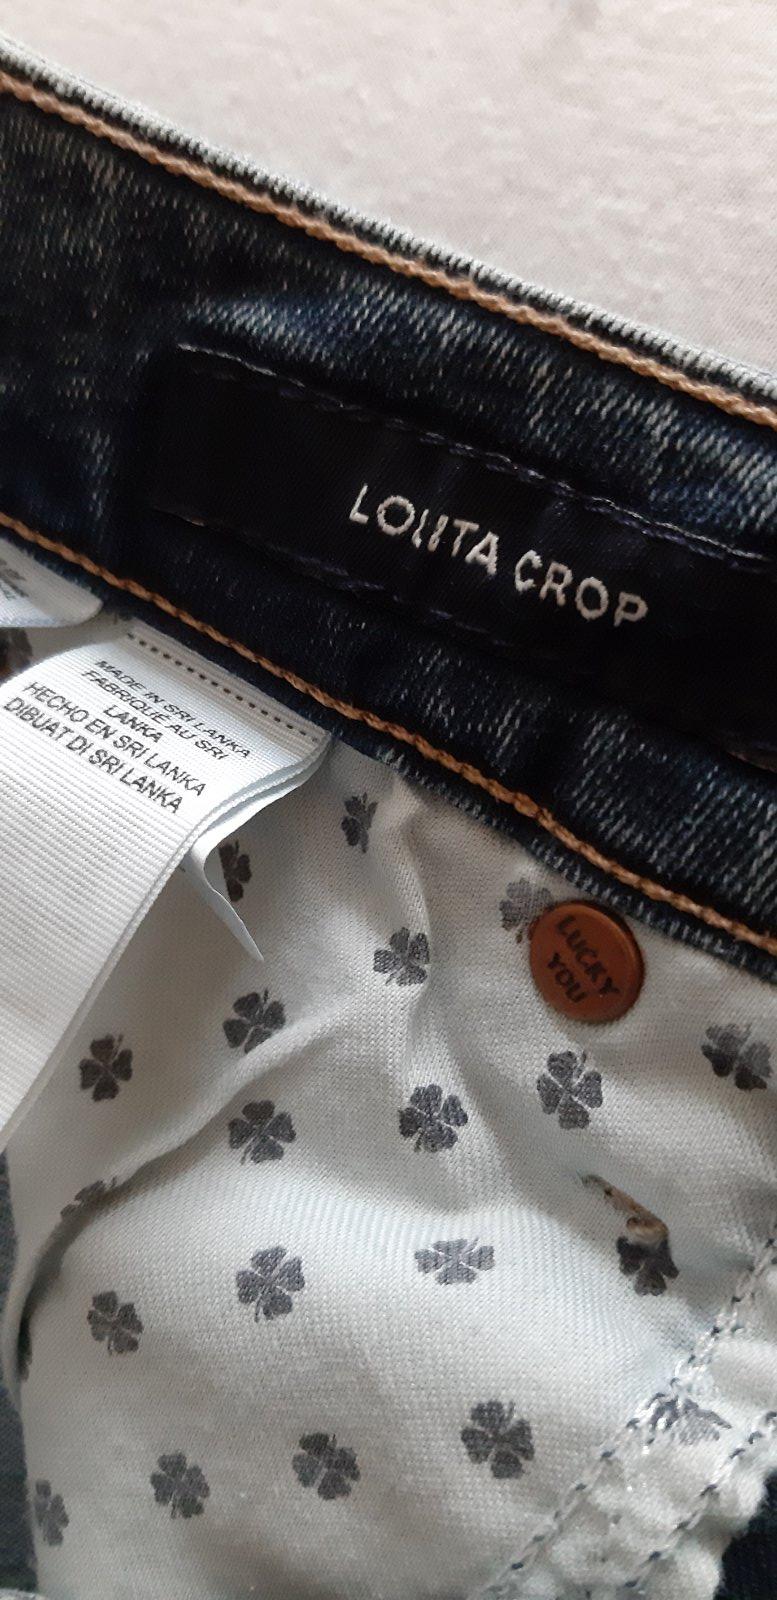 LOLITA CROP
MADE IN SRI LANKA
FABRIQUÉ AU SRI
LANKA
HECHO EN SRI LANKA
DIBUAT DI SRI LANKA
LUCKY
YOU